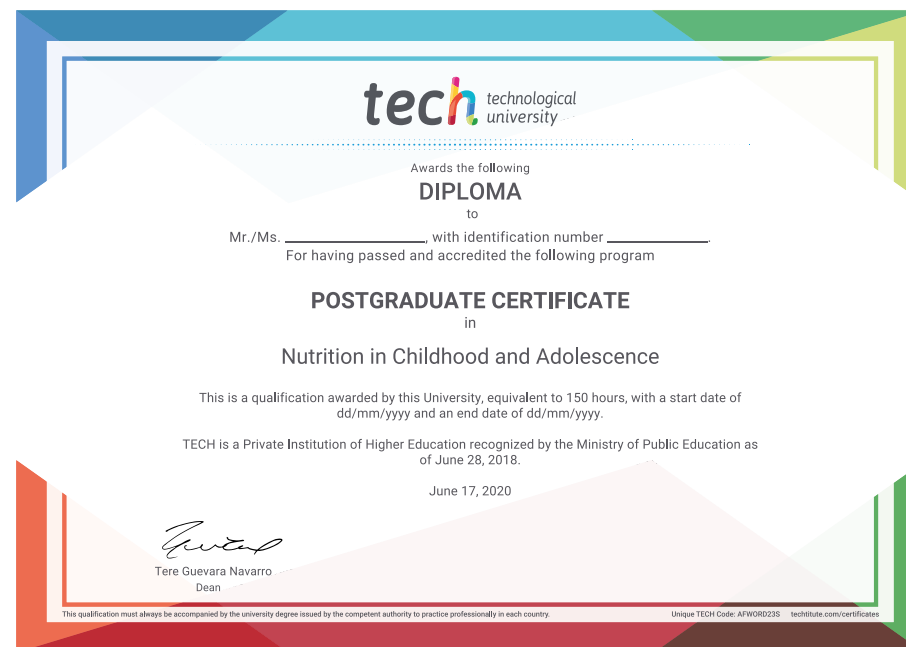 tech technological
university
Awards the following
DIPLOMA
to
Mr./Ms. ____________________, with identification number ______________.
For having passed and accredited the following program
POSTGRADUATE CERTIFICATE
in
Nutrition in Childhood and Adolescence
This is a qualification awarded by this University, equivalent to 150 hours, with a start date of
dd/mm/yyyy and an end date of dd/mm/yyyy.
TECH is a Private Institution of Higher Education recognized by the Ministry of Public Education as
of June 28, 2018.
June 17, 2020
Tere Guevara Navarro
Dean
This qualification must always be accompanied by the university degree issued by the competent authority to practice professionally in each country.
Unique TECH Code: AFWORD23S techtitute.com/certificates